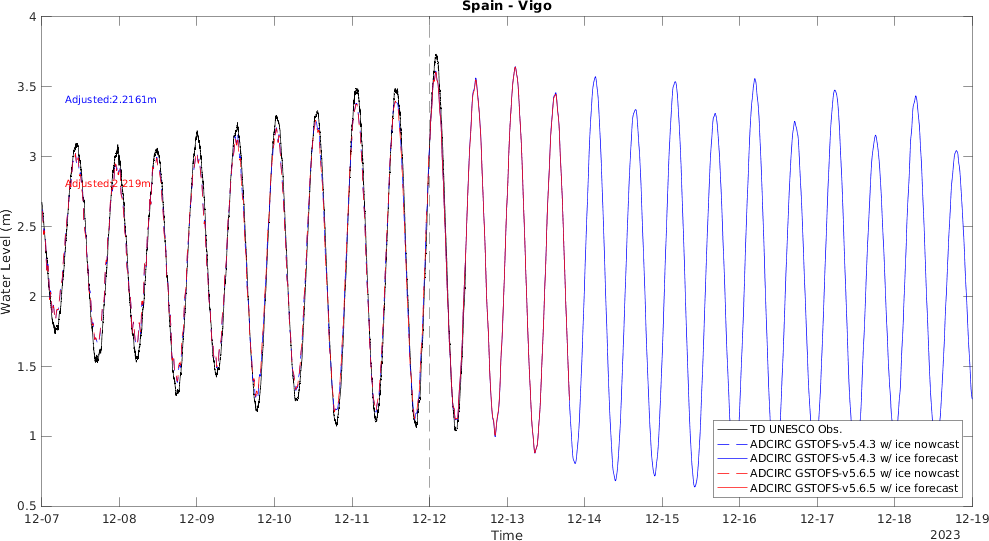 Spain - Vigo
4
3.5
3
2.5
2
1.5
1
0.5
Water Level (m)
Adjusted:2.2161m
Adjusted:2.219m
TD UNESCO Obs.
ADCIRC GSTOFS-v5.4.3 w/ ice nowcast
ADCIRC GSTOFS-v5.4.3 w/ ice forecast
ADCIRC GSTOFS-v5.6.5 w/ ice nowcast
ADCIRC GSTOFS-v5.6.5 w/ ice forecast
12-07 12-08 12-09 12-10 12-11 12-12 12-13 12-14 12-15 12-16 12-17 12-18 12-19
Time
2023